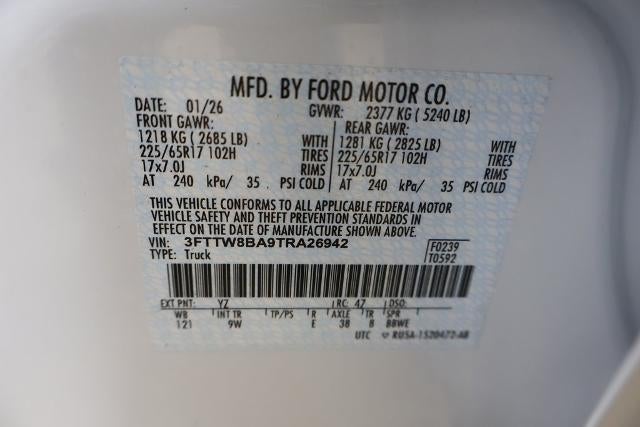 MFD. BY FORD MOTOR CO.
DATE: 01/26 GVWR: 2377 KG ( 5240 LB)
FRONT GAWR: REAR GAWR:
1218 KG ( 2685 LB) WITH 1281 KG ( 2825 LB) WITH
225/65R17 102H TIRES 225/65R17 102H TIRES
17x7.0J RIMS 17x7.0J RIMS
AT 240 kPa/ 35 PSI COLD AT 240 kPa/ 35 PSI COLD
THIS VEHICLE CONFORMS TO ALL APPLICABLE FEDERAL MOTOR
VEHICLE SAFETY AND THEFT PREVENTION STANDARDS IN
EFFECT ON THE DATE OF MANUFACTURE SHOWN ABOVE.
VIN: 3FTTW8BA9TRA26942 F0239
TYPE: Truck T0592
EXT PNT: YZ RC: 47 DSO:
WB INT TR TP/PS R AXLE TR SPR
121 9W E 38 8 BBWE
UTC RU5A-1520472-AB